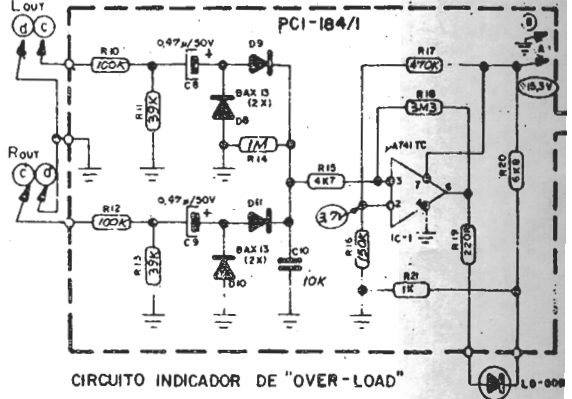 LOUT
PCI-184/1
B
d c
R10
100K
0,47µ/50V
C8
+
D9
R17
470K
A
15,5V
R11
39K
BAX 13
(2X)
D8
1M
R14
R18
3M3
A741TC
R15
4K7
3
2
7
6
IC-1
R20
6K8
ROUT
c d
R12
100K
0,47µ/50V
C9
+
D11
3.7V
R16
150K
R19
220R
R13
39K
BAX 13
(2X)
D10
C10
10K
R21
1K
CIRCUITO INDICADOR DE "OVER-LOAD"